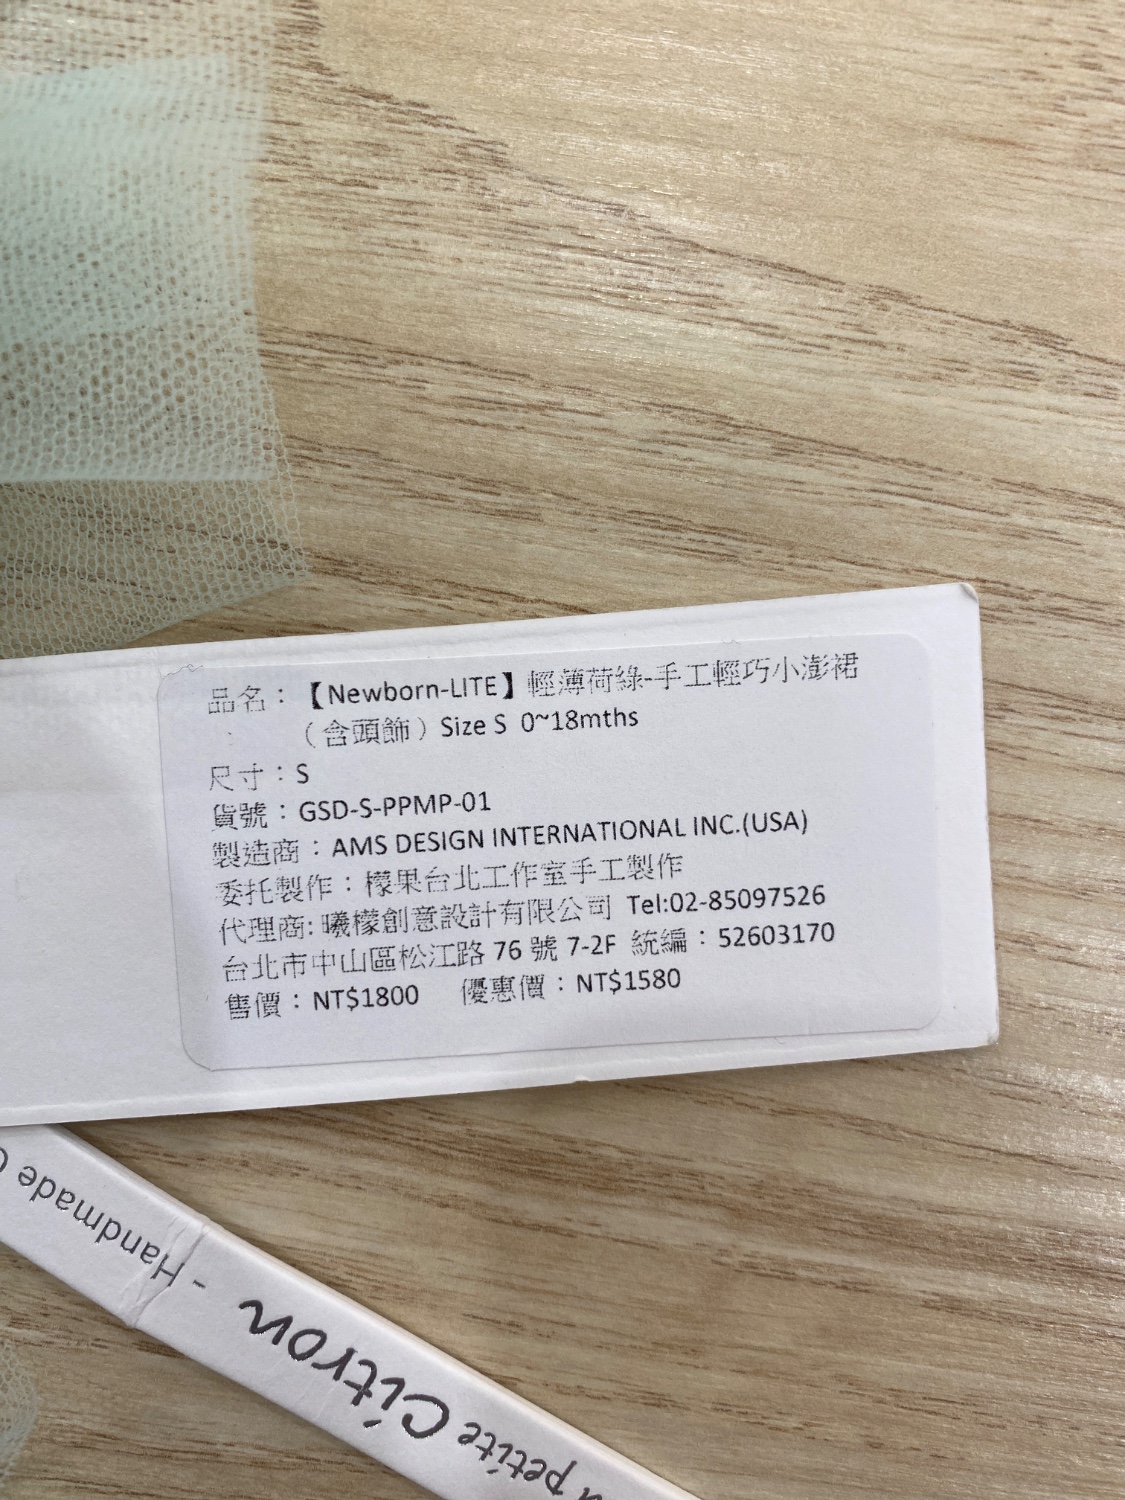 品名：【Newborn-LITE】輕薄荷綠-手工輕巧小澎裙
（含頭飾）Size S 0~18mths
尺寸：S
貨號：GSD-S-PPMP-01
製造商：AMS DESIGN INTERNATIONAL INC.(USA)
委托製作：檬果台北工作室手工製作
代理商: 曦檬創意設計有限公司 Tel:02-85097526
台北市中山區松江路 76 號 7-2F 統編：52603170
售價：NT$1800 優惠價：NT$1580
petite Citron
- Handmade